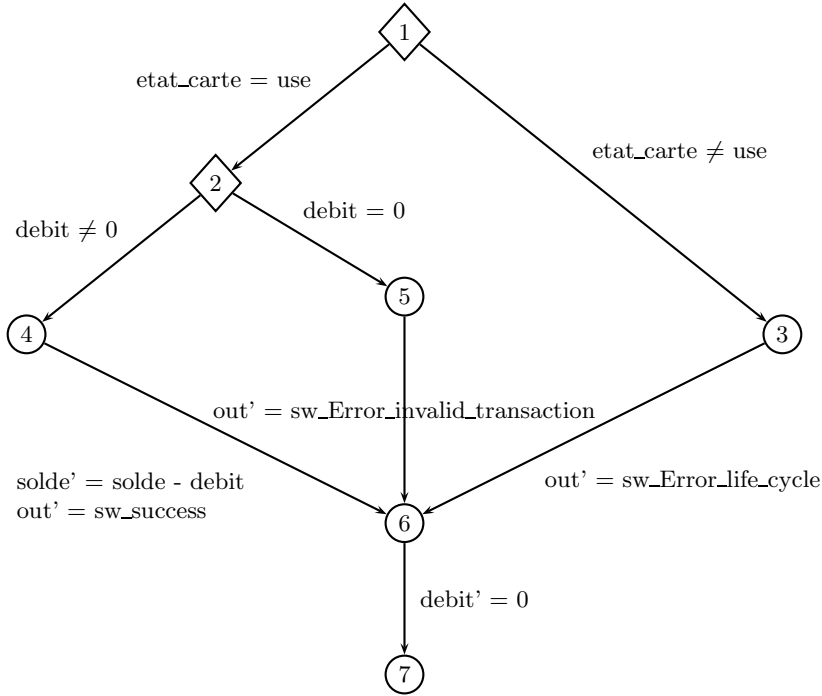 1
etat_carte = use
etat_carte ≠ use
2
debit = 0
debit ≠ 0
5
4
3
out' = sw_Error_invalid_transaction
solde' = solde - debit
out' = sw_success
out' = sw_Error_life_cycle
6
debit' = 0
7